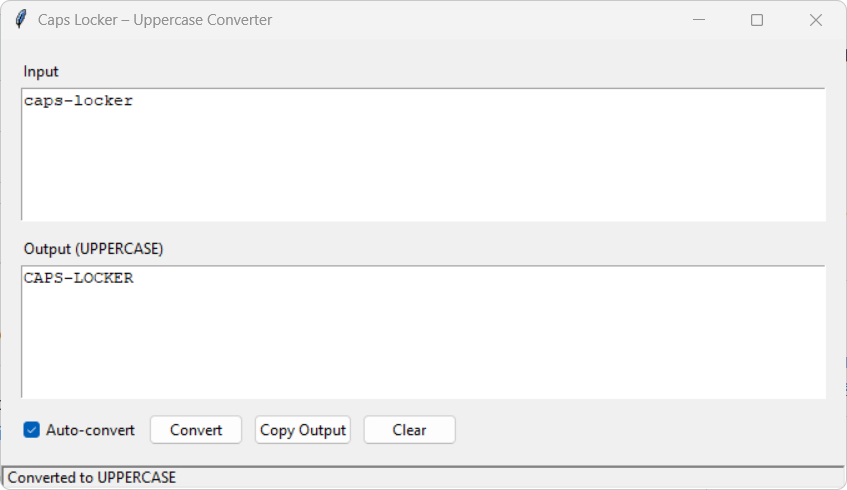 Caps Locker – Uppercase Converter
Input
caps-locker
Output (UPPERCASE)
CAPS-LOCKER
Auto-convert Convert Copy Output Clear
Converted to UPPERCASE